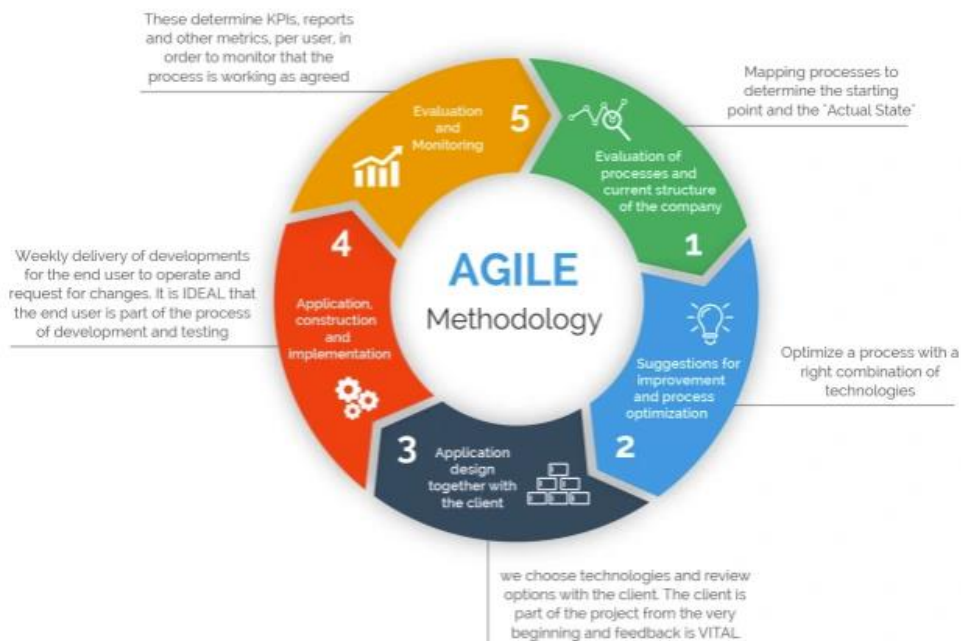 These determine KPIs, reports
and other metrics, per user, in
order to monitor that the
process is working as agreed
Mapping processes to
determine the starting
point and the "Actual State"
Evaluation
and
Monitoring
5
Evaluation of
processes and
current structure
of the company
1
AGILE
Methodology
Weekly delivery of developments
for the end user to operate and
request for changes. It is IDEAL that
the end user is part of the process
of development and testing
4
Application,
construction
and
implementation
Suggestions for
improvement
and process
optimization
2
Optimize a process with a
right combination of
technologies
3
Application
design
together with
the client
we choose technologies and review
options with the client. The client is
part of the project from the very
beginning and feedback is VITAL